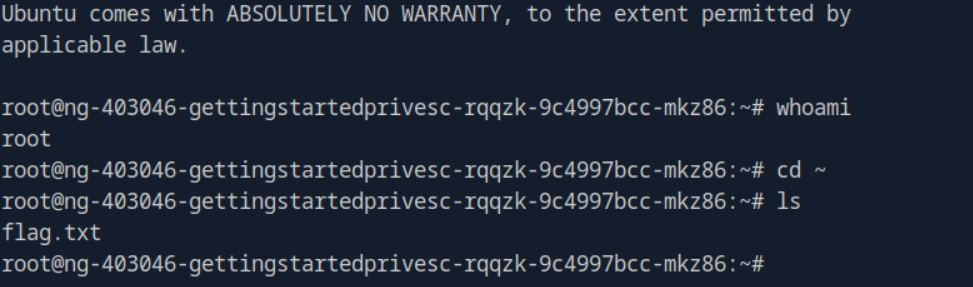 Ubuntu comes with ABSOLUTELY NO WARRANTY, to the extent permitted by
applicable law.
root@ng-403046-gettingstartedprivesc-rqqzk-9c4997bcc-mkz86:~# whoami
root
root@ng-403046-gettingstartedprivesc-rqqzk-9c4997bcc-mkz86:~# cd ~
root@ng-403046-gettingstartedprivesc-rqqzk-9c4997bcc-mkz86:~# ls
flag.txt
root@ng-403046-gettingstartedprivesc-rqqzk-9c4997bcc-mkz86:~#